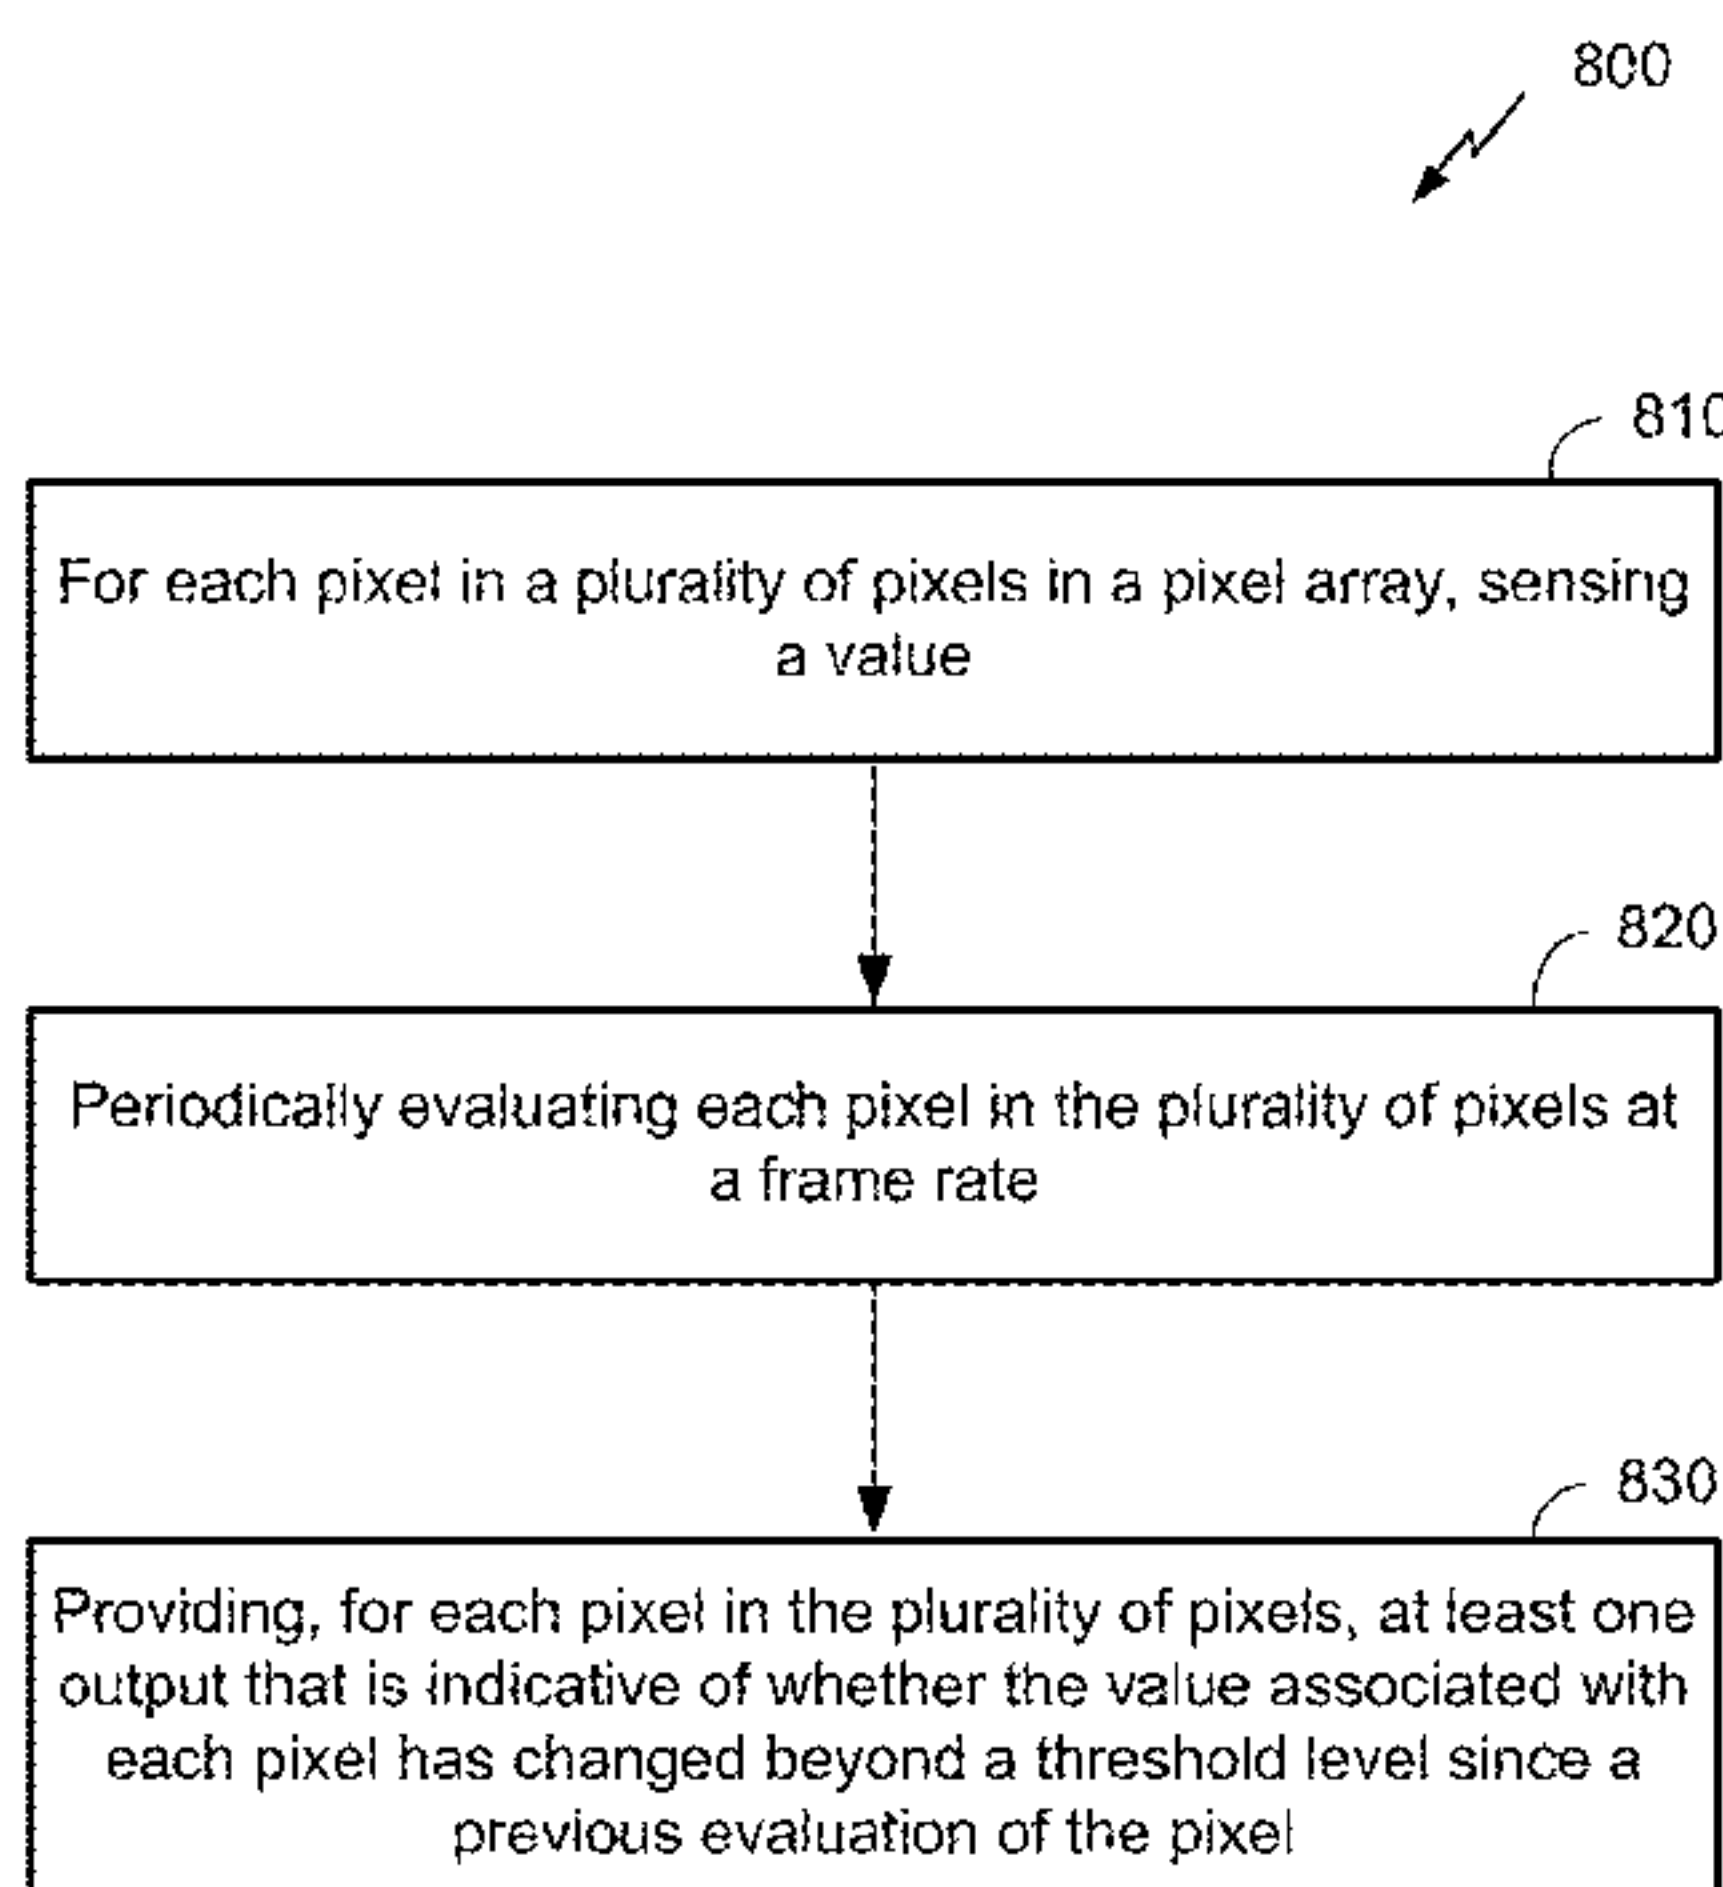 800
810
For each pixel in a plurality of pixels in a pixel array, sensing
a value
820
Periodically evaluating each pixel in the plurality of pixels at
a frame rate
830
Providing, for each pixel in the plurality of pixels, at least one
output that is indicative of whether the value associated with
each pixel has changed beyond a threshold level since a
previous evaluation of the pixel